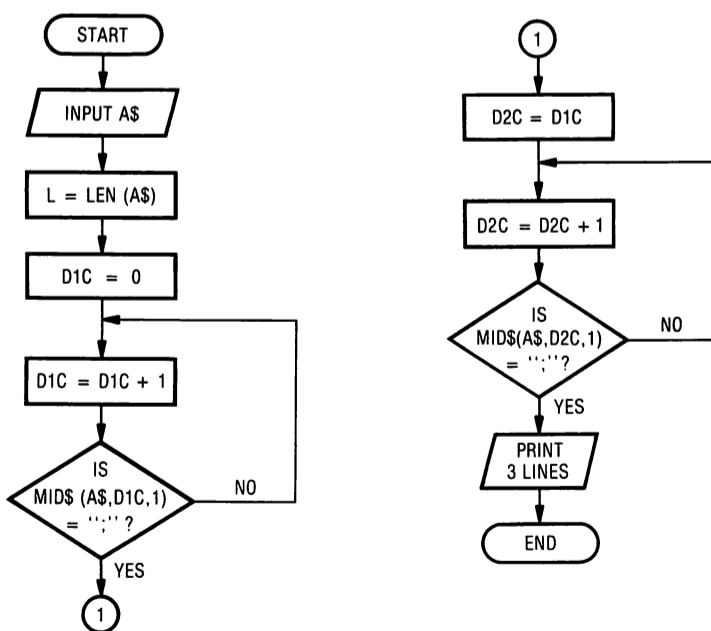 START
INPUT A$
L = LEN (A$)
D1C = 0
D1C = D1C + 1
IS
MID$ (A$,D1C,1)
= ";" ?
NO
YES
1
1
D2C = D1C
D2C = D2C + 1
IS
MID$(A$,D2C,1)
= ";" ?
NO
YES
PRINT
3 LINES
END